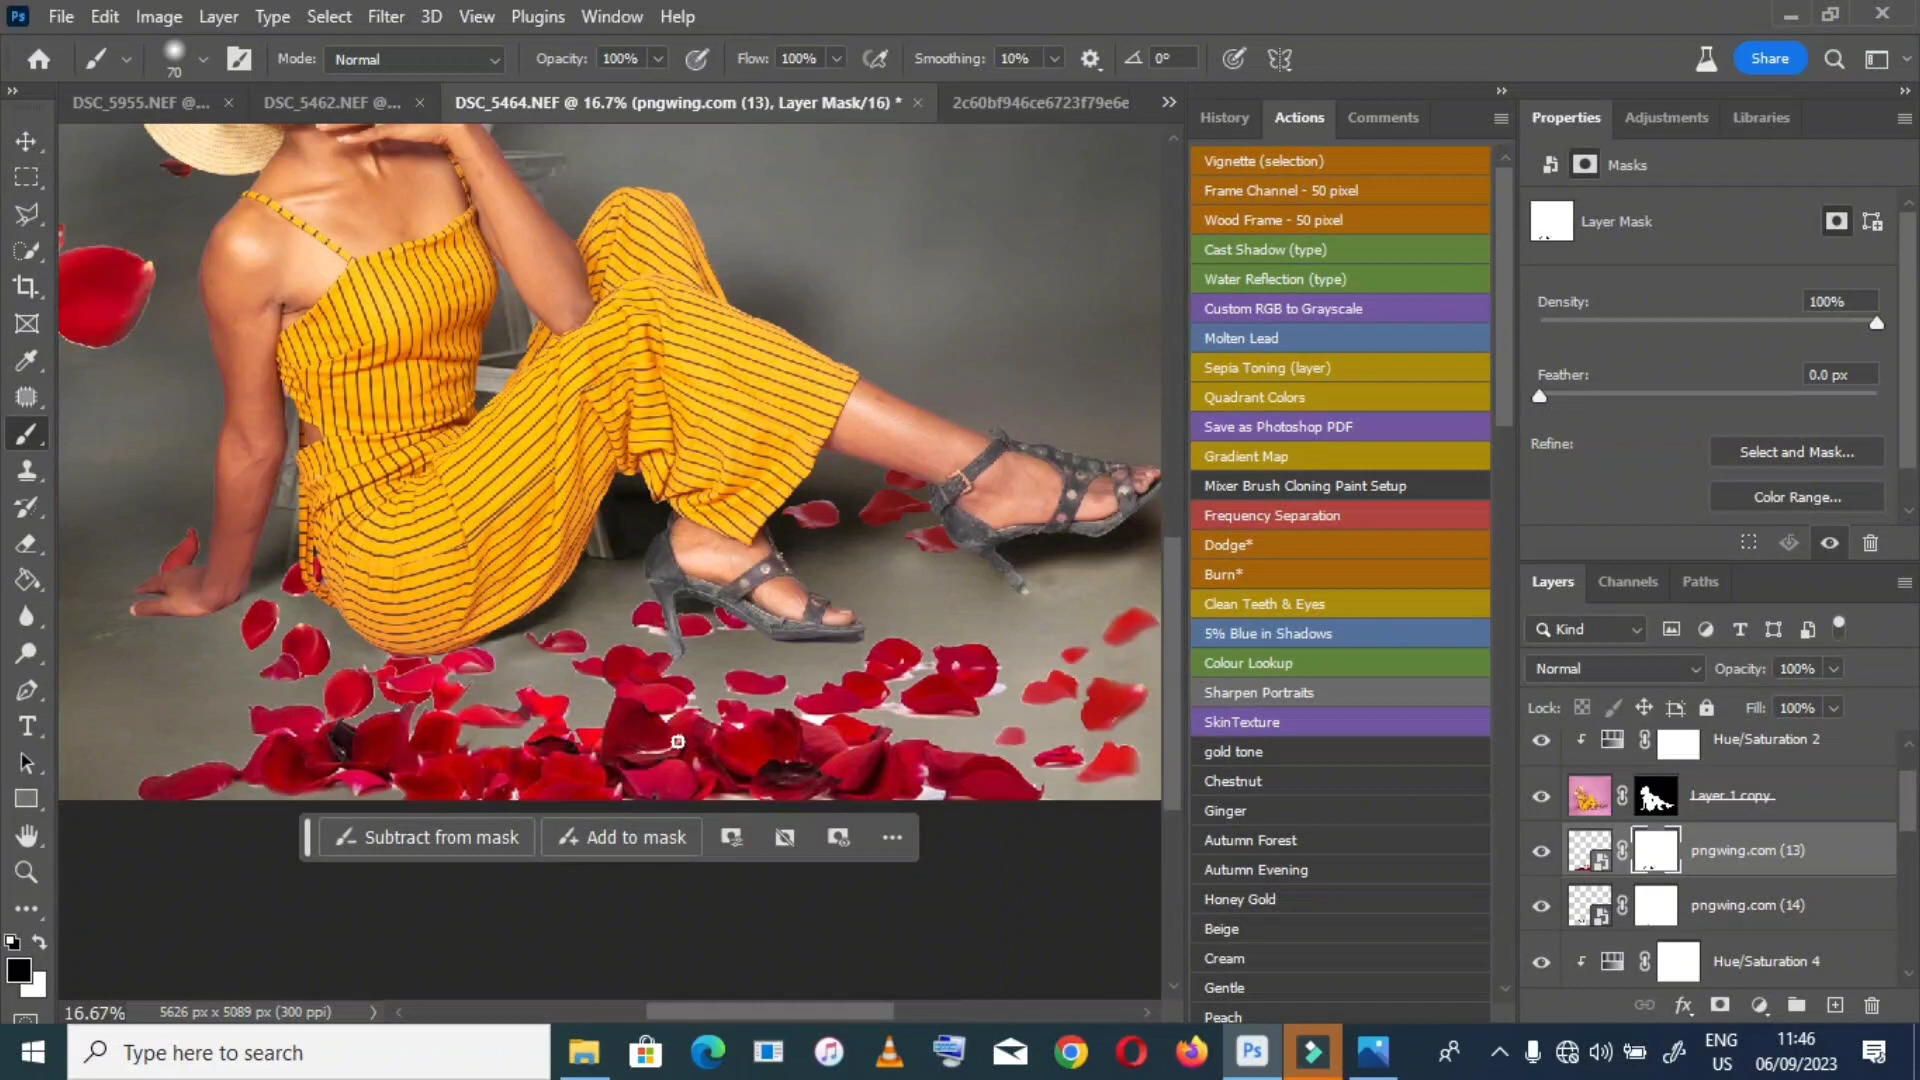 Ps File Edit Image Layer Type Select Filter 3D View Plugins Window Help
70 Mode: Normal Opacity: 100% Flow: 100% Smoothing: 10% 0° Share
DSC_5955.NEF @... × DSC_5462.NEF @... × DSC_5464.NEF @ 16.7% (pngwing.com (13), Layer Mask/16) * × 2c60bf946ce6723f79e6e
History Actions Comments
Vignette (selection)
Frame Channel - 50 pixel
Wood Frame - 50 pixel
Cast Shadow (type)
Water Reflection (type)
Custom RGB to Grayscale
Molten Lead
Sepia Toning (layer)
Quadrant Colors
Save as Photoshop PDF
Gradient Map
Mixer Brush Cloning Paint Setup
Frequency Separation
Dodge*
Burn*
Clean Teeth & Eyes
5% Blue in Shadows
Colour Lookup
Sharpen Portraits
SkinTexture
gold tone
Chestnut
Ginger
Autumn Forest
Autumn Evening
Honey Gold
Beige
Cream
Gentle
Peach
Properties Adjustments Libraries
Masks
Layer Mask
Density: 100%
Feather: 0.0 px
Refine: Select and Mask...
Color Range...
Layers Channels Paths
Kind
Normal Opacity: 100%
Lock: Fill: 100%
Hue/Saturation 2
Layer 1 copy
pngwing.com (13)
pngwing.com (14)
Hue/Saturation 4
Subtract from mask Add to mask
16.67% 5626 px x 5089 px (300 ppi)
Type here to search
Ps
ENG
US
11:46
06/09/2023